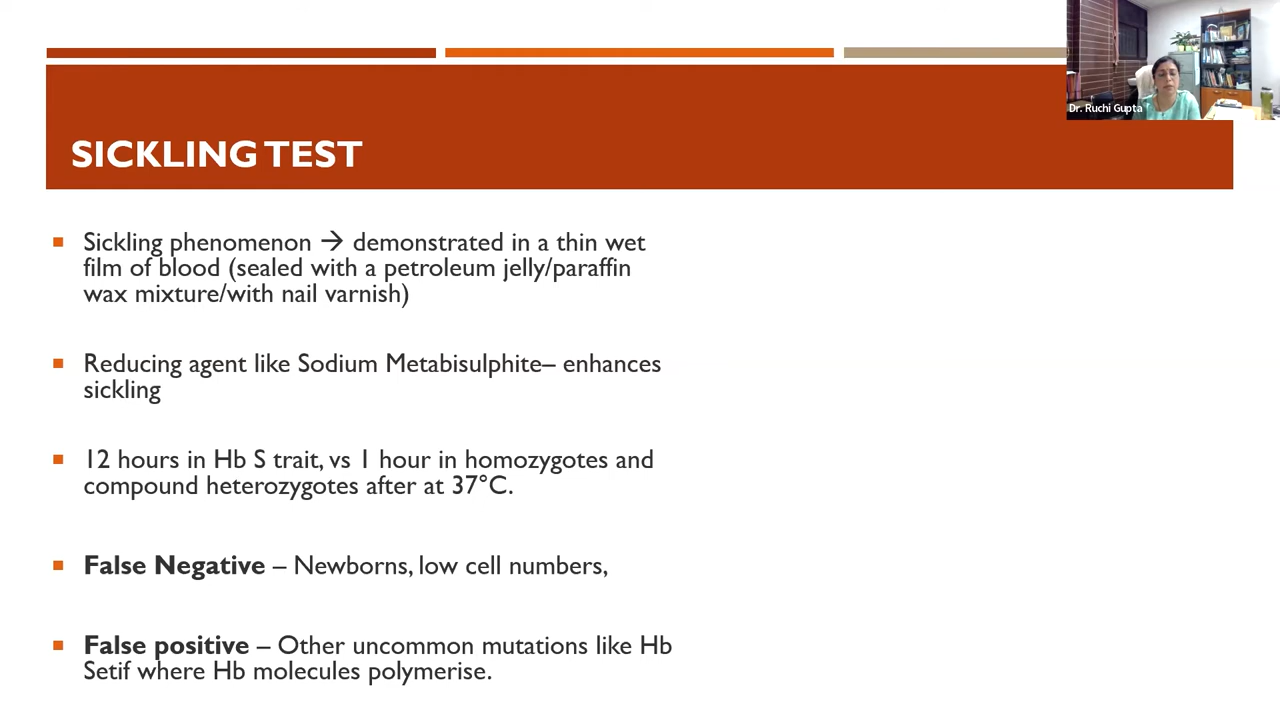 Dr. Ruchi Gupta
SICKLING TEST
Sickling phenomenon → demonstrated in a thin wet
film of blood (sealed with a petroleum jelly/paraffin
wax mixture/with nail varnish)
Reducing agent like Sodium Metabisulphite– enhances
sickling
12 hours in Hb S trait, vs 1 hour in homozygotes and
compound heterozygotes after at 37°C.
False Negative – Newborns, low cell numbers,
False positive – Other uncommon mutations like Hb
Setif where Hb molecules polymerise.